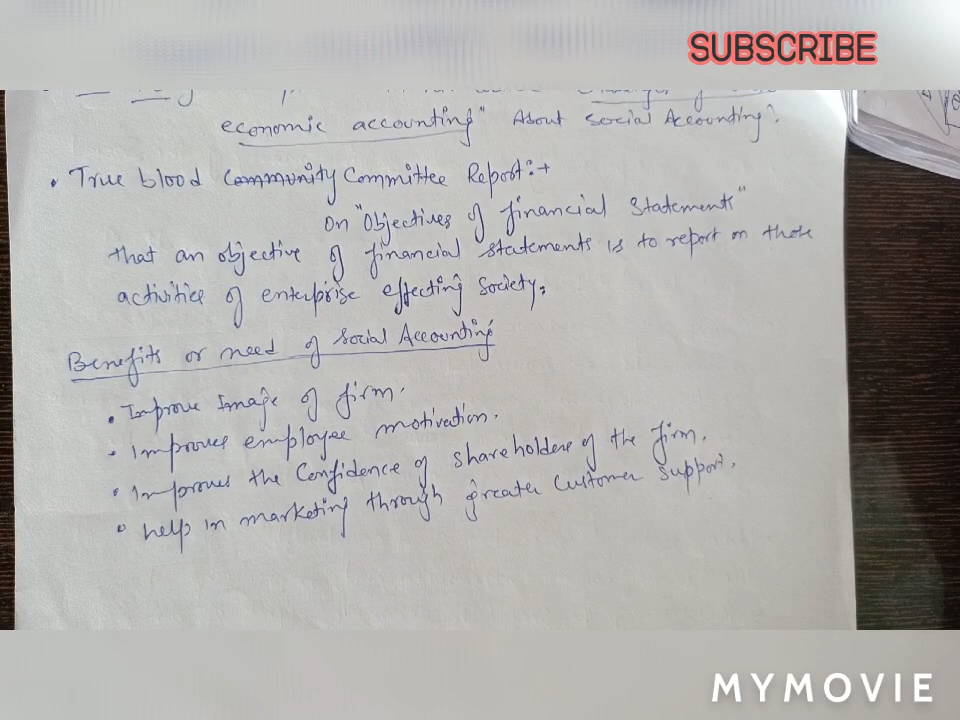 SUBSCRIBE
economic accounting" About Social Accounting?
• True blood Community Committee Report:→
On "Objectives of financial Statements"
that an objective of financial statements is to report on those
activities of enterprise effecting Society.
Benefits or need of Social Accounting
• Improve Image of firm.
• Improves employee motivation.
• Improves the Confidence of shareholders of the firm.
• help in marketing through greater Customer support.
MYMOVIE